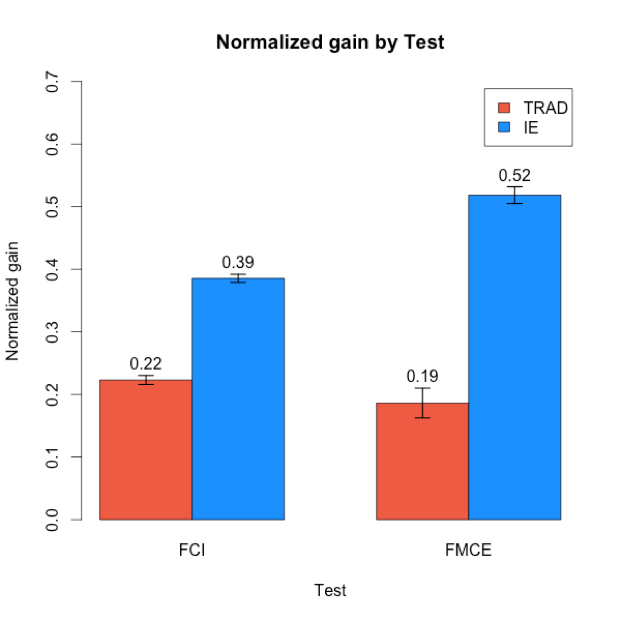 Normalized gain by Test
TRAD
IE
Normalized gain
0.7
0.6
0.5
0.4
0.3
0.2
0.1
0.0
0.22
0.39
0.19
0.52
FCI
FMCE
Test